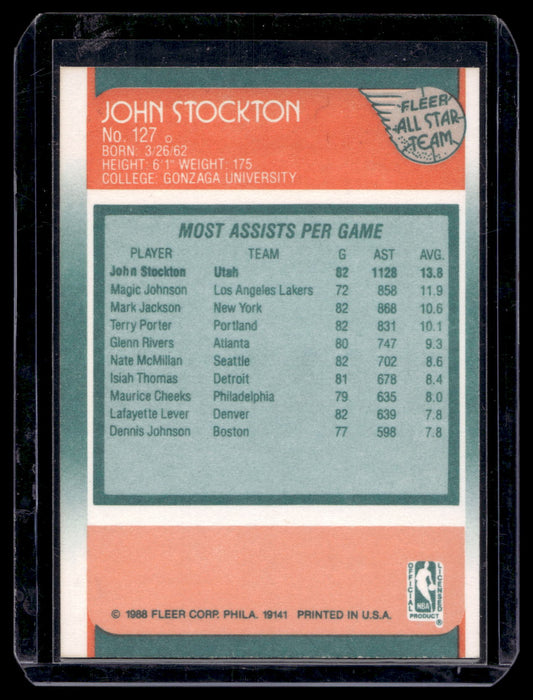 JOHN STOCKTON
No. 127
BORN: 3/26/62
HEIGHT: 6'1" WEIGHT: 175
COLLEGE: GONZAGA UNIVERSITY
FLEER
ALL STAR
TEAM
MOST ASSISTS PER GAME
PLAYER TEAM G AST AVG.
John Stockton Utah 82 1128 13.8
Magic Johnson Los Angeles Lakers 72 858 11.9
Mark Jackson New York 82 868 10.6
Terry Porter Portland 82 831 10.1
Glenn Rivers Atlanta 80 747 9.3
Nate McMillan Seattle 82 702 8.6
Isiah Thomas Detroit 81 678 8.4
Maurice Cheeks Philadelphia 79 635 8.0
Lafayette Lever Denver 82 639 7.8
Dennis Johnson Boston 77 598 7.8
OFFICIAL LICENSED
NBA
PRODUCT ®
© 1988 FLEER CORP. PHILA. 19141 PRINTED IN U.S.A.